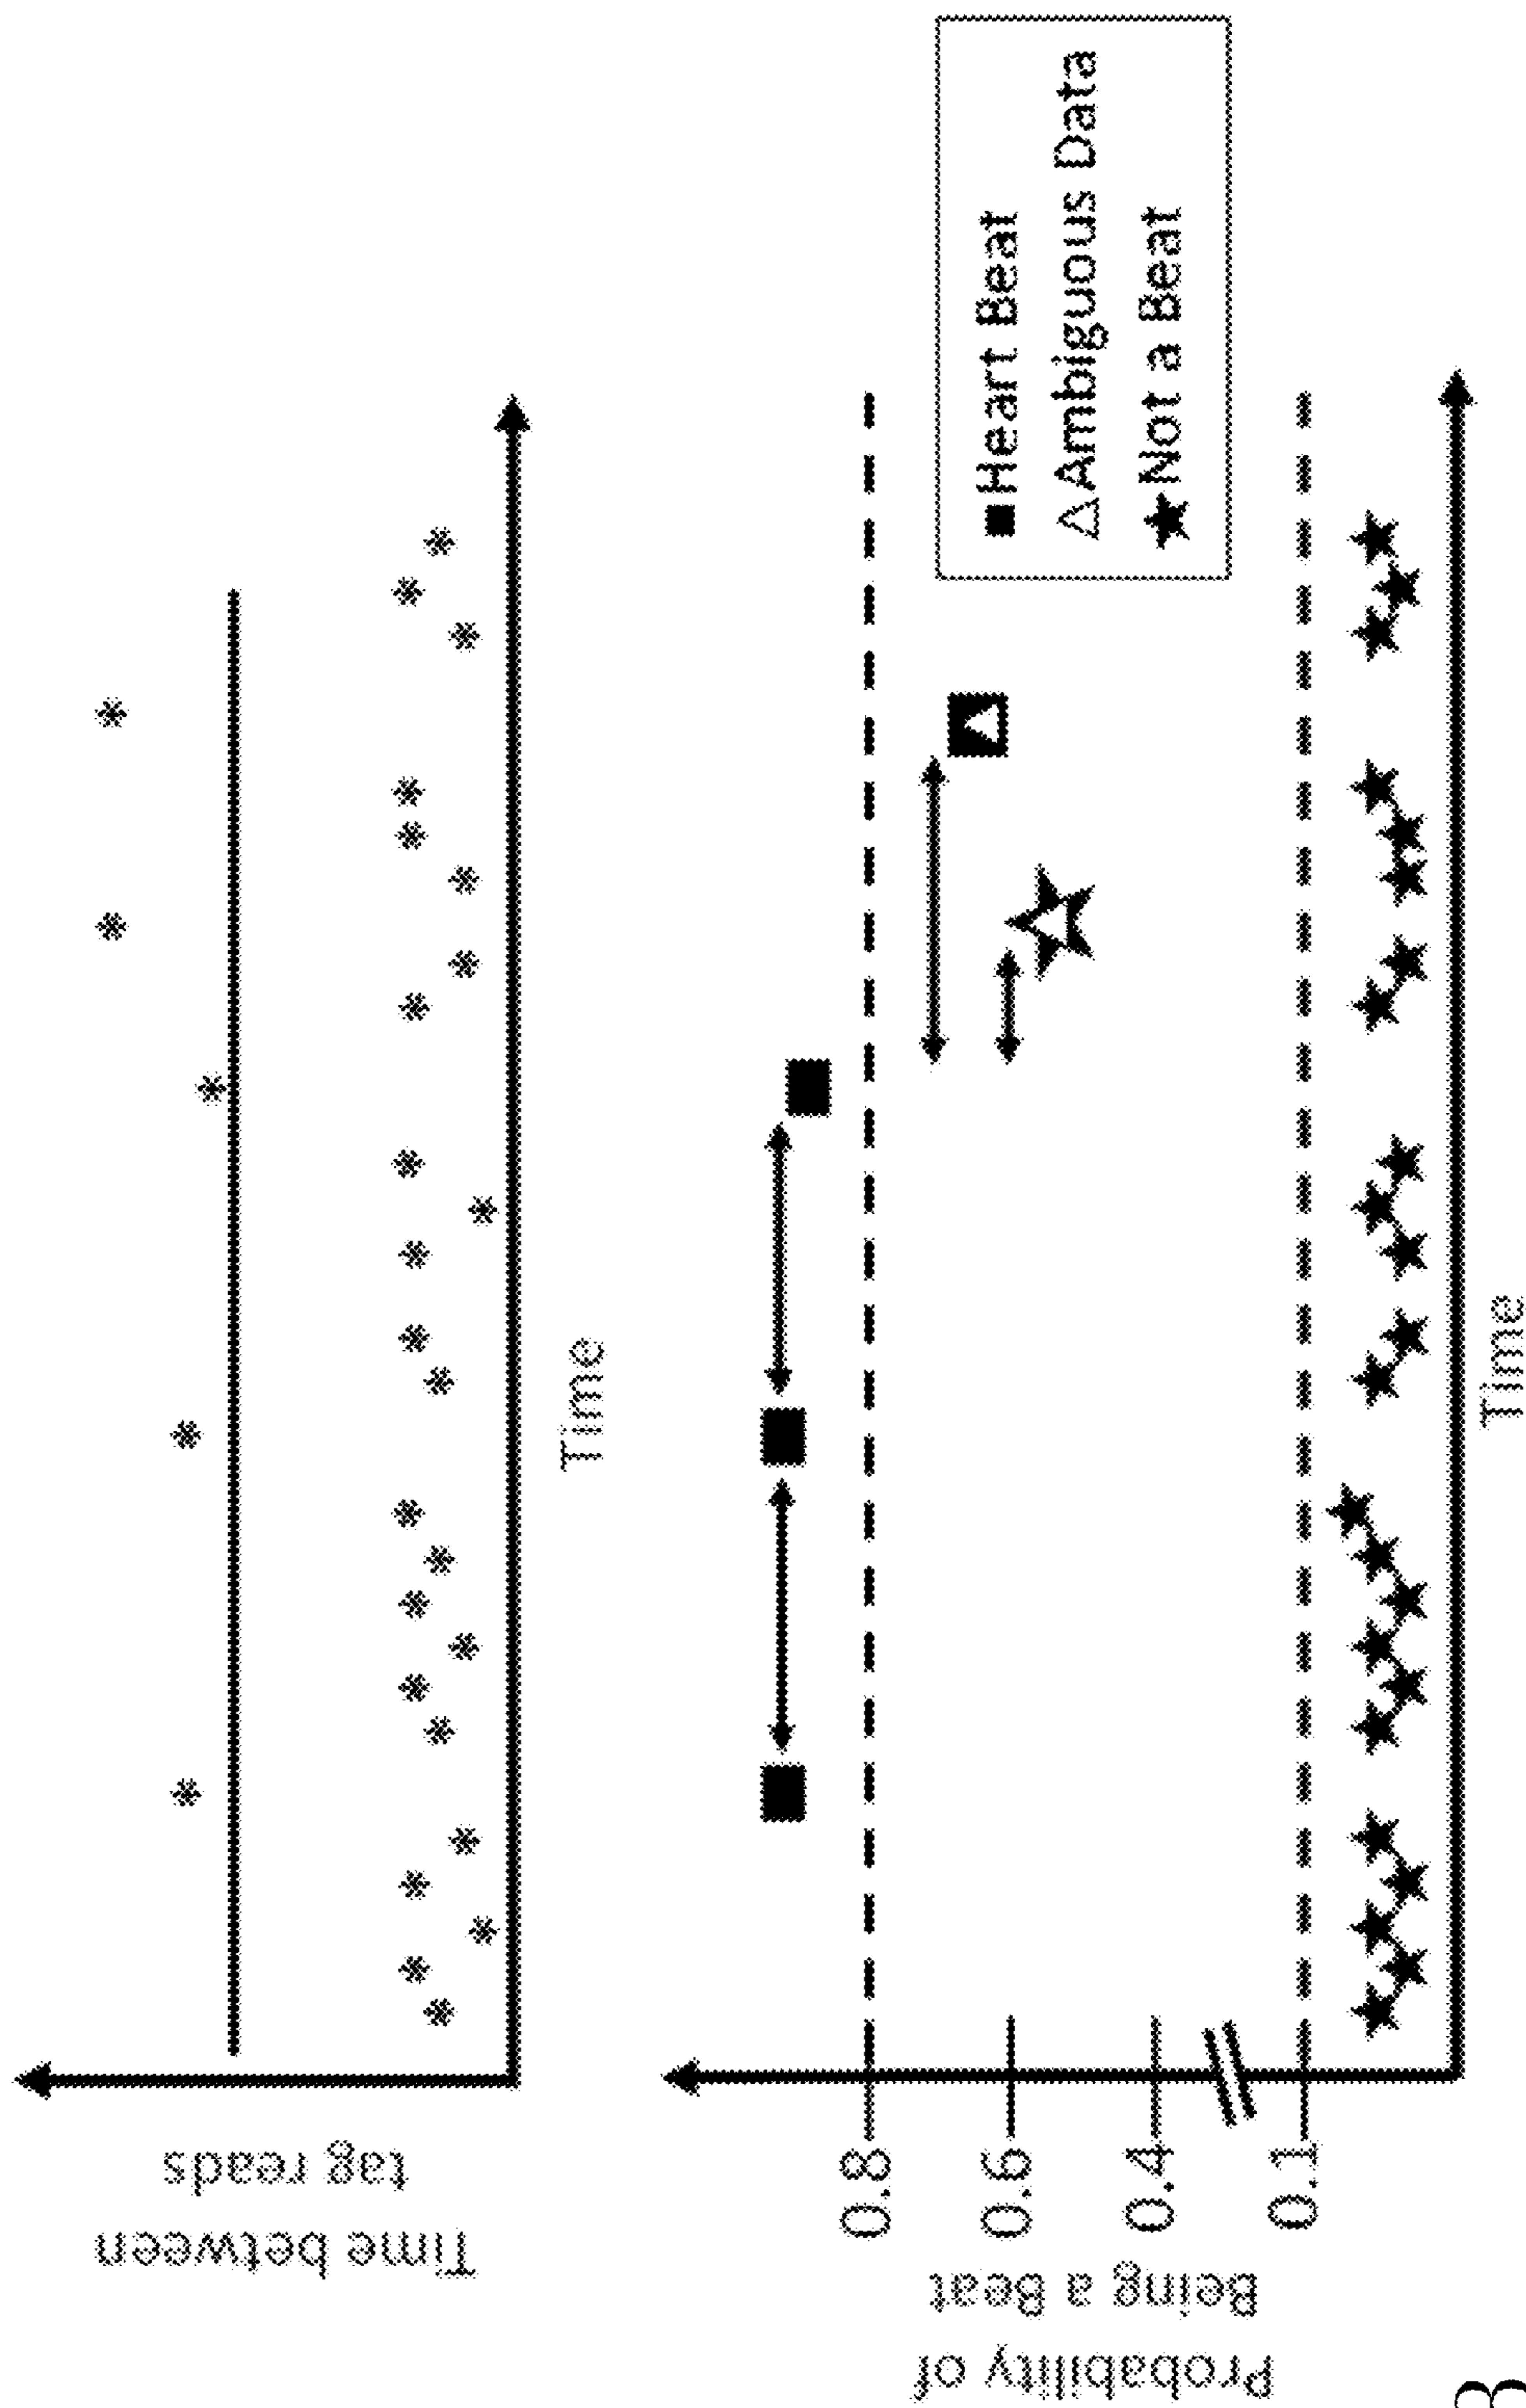 Time between
tag reads
Time
Probability of
Being a Beat
0.8
0.6
0.4
0.1
Heart Beat
Ambiguous Data
Not a Beat
Time
3